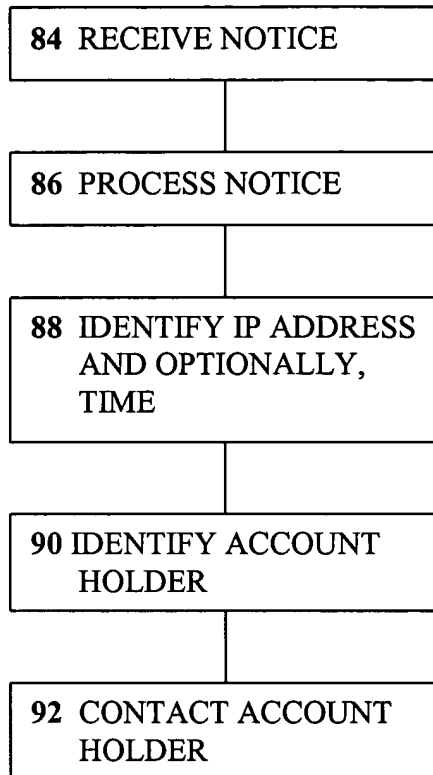 84 RECEIVE NOTICE
86 PROCESS NOTICE
88 IDENTIFY IP ADDRESS
AND OPTIONALLY,
TIME
90 IDENTIFY ACCOUNT
HOLDER
92 CONTACT ACCOUNT
HOLDER